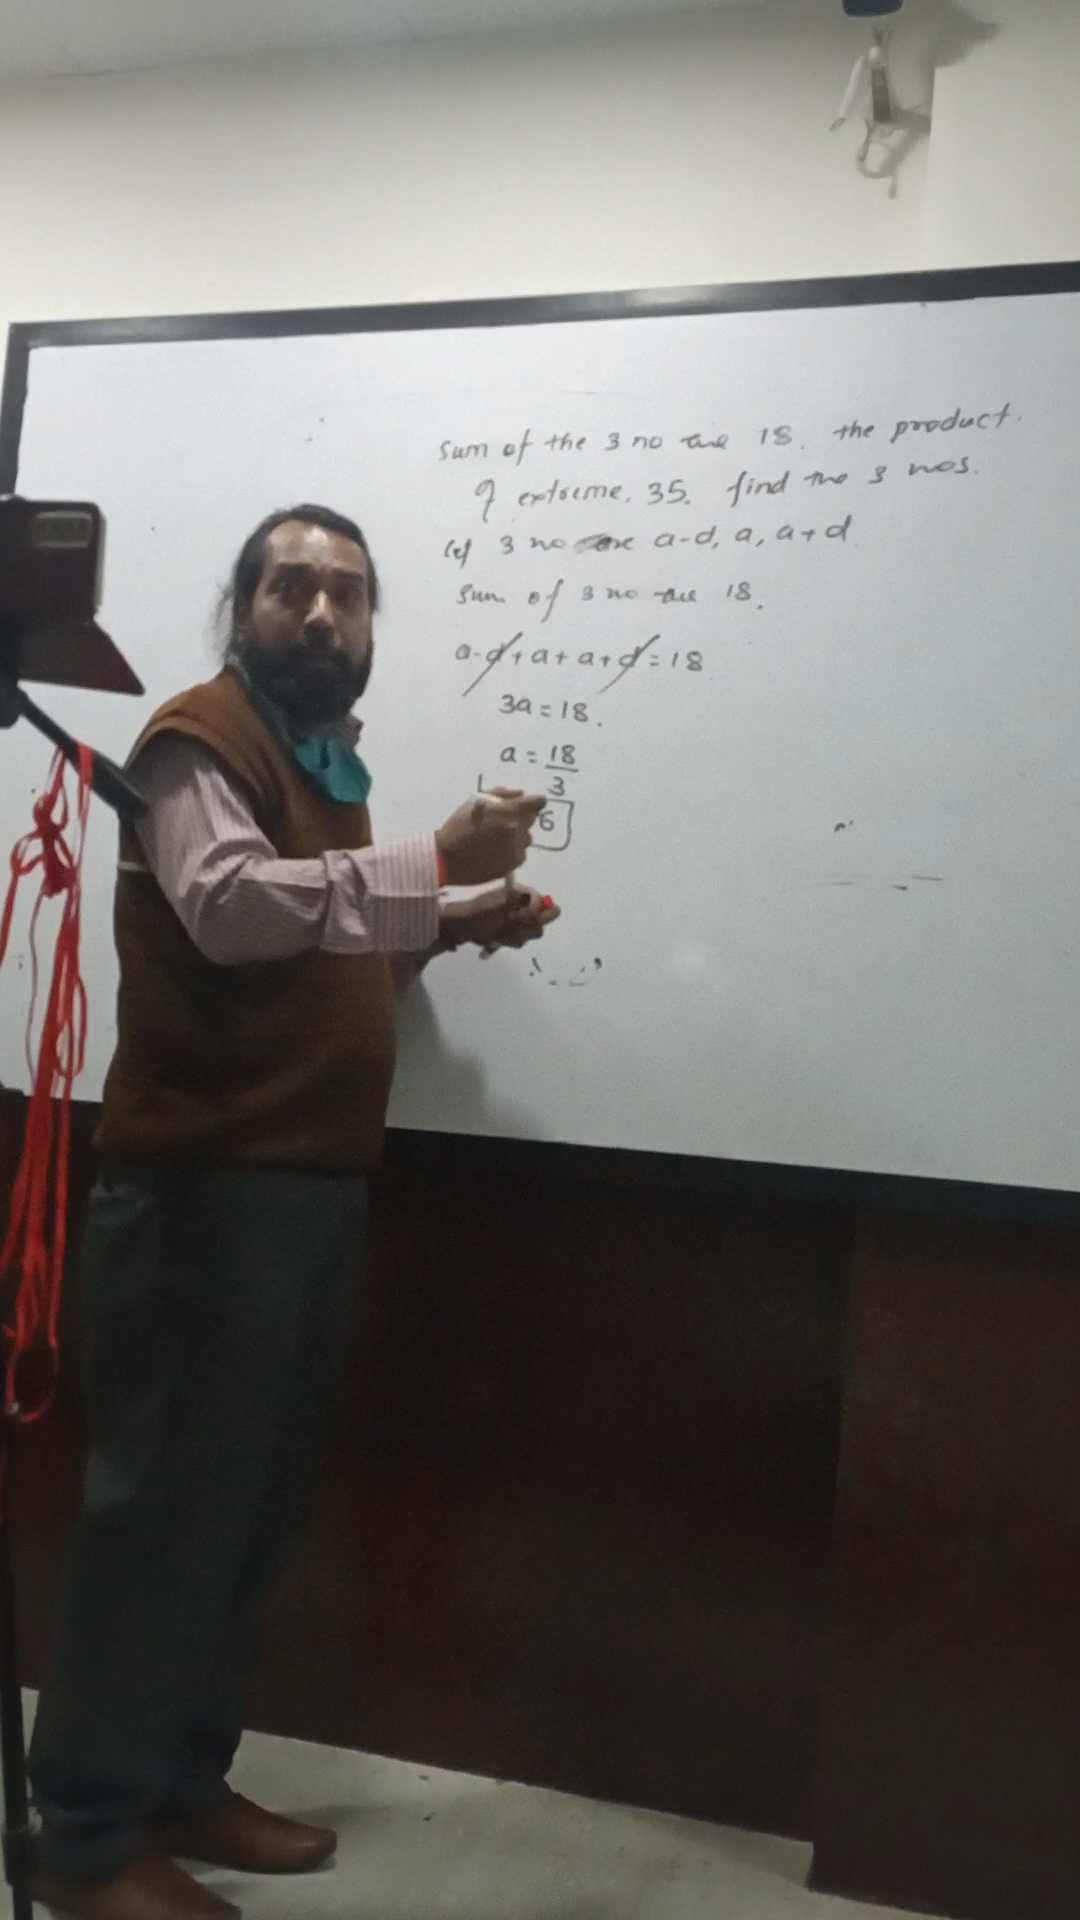 Sum of the 3 no are 18. the product.
of extreme. 35. find the 3 nos.
let 3 no are a-d, a, a+d
Sum of 3 no are 18.
a-d+a+a+d=18
3a=18.
a=18/3
6